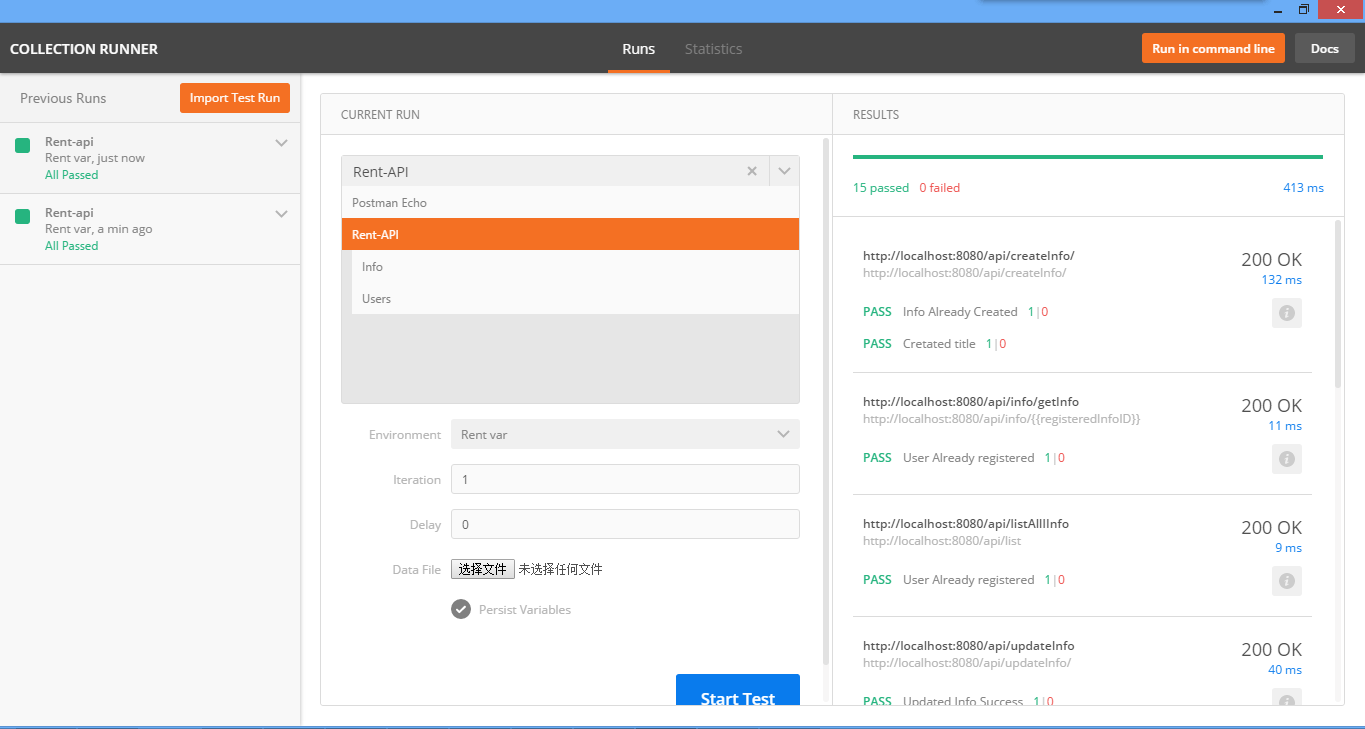 COLLECTION RUNNER
Runs
Statistics
Run in command line
Docs
Previous Runs
Import Test Run
Rent-api
Rent var, just now
All Passed
Rent-api
Rent var, a min ago
All Passed
CURRENT RUN
Rent-API
Postman Echo
Rent-API
Info
Users
Environment
Rent var
Iteration
1
Delay
0
Data File
选择文件 未选择任何文件
Persist Variables
Start Test
RESULTS
15 passed 0 failed
413 ms
http://localhost:8080/api/createInfo/
200 OK
http://localhost:8080/api/createInfo/
132 ms
PASS Info Already Created 1|0
PASS Cretated title 1|0
http://localhost:8080/api/info/getInfo
200 OK
http://localhost:8080/api/info/{{registeredInfoID}}
11 ms
PASS User Already registered 1|0
http://localhost:8080/api/listAllIInfo
200 OK
http://localhost:8080/api/list
9 ms
PASS User Already registered 1|0
http://localhost:8080/api/updateInfo
200 OK
http://localhost:8080/api/updateInfo/
40 ms
PASS Updated Info Success 1|0